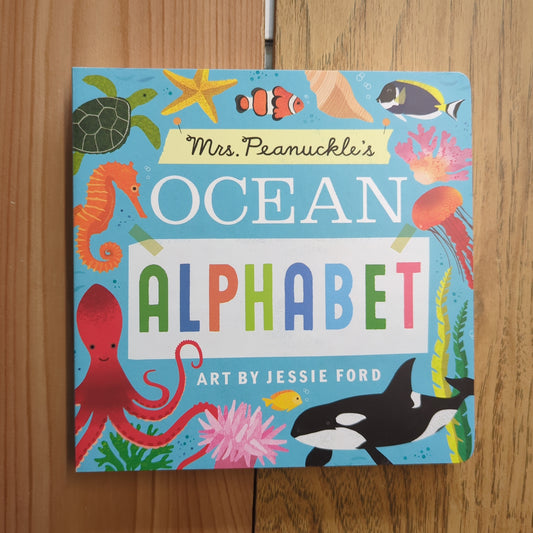 Mrs. Peanuckle's
OCEAN
ALPHABET
ART BY JESSIE FORD